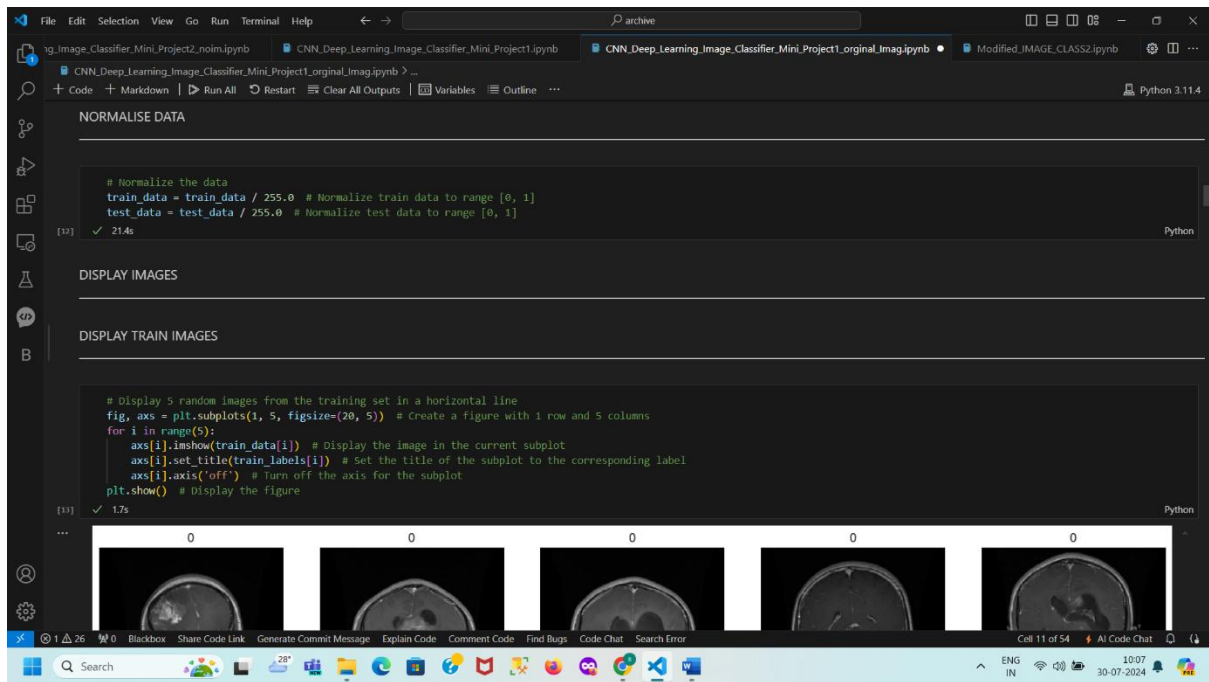 File Edit Selection View Go Run Terminal Help
archive
ng_Image_Classifier_Mini_Project2_noim.ipynb CNN_Deep_Learning_Image_Classifier_Mini_Project1.ipynb CNN_Deep_Learning_Image_Classifier_Mini_Project1_orginal_Imag.ipynb Modified_IMAGE_CLASS2.ipynb
CNN_Deep_Learning_Image_Classifier_Mini_Project1_orginal_Imag.ipynb > ...
+ Code + Markdown | Run All Restart Clear All Outputs | Variables Outline ... Python 3.11.4
NORMALISE DATA
# Normalize the data
train_data = train_data / 255.0 # Normalize train data to range [0, 1]
test_data = test_data / 255.0 # Normalize test data to range [0, 1]
[12] ✓ 21.4s Python
DISPLAY IMAGES
DISPLAY TRAIN IMAGES
# Display 5 random images from the training set in a horizontal line
fig, axs = plt.subplots(1, 5, figsize=(20, 5)) # Create a figure with 1 row and 5 columns
for i in range(5):
axs[i].imshow(train_data[i]) # Display the image in the current subplot
axs[i].set_title(train_labels[i]) # Set the title of the subplot to the corresponding label
axs[i].axis('off') # Turn off the axis for the subplot
plt.show() # Display the figure
[13] ✓ 1.7s Python
... 0 0 0 0 0
1 26 0 Blackbox Share Code Link Generate Commit Message Explain Code Comment Code Find Bugs Code Chat Search Error Cell 11 of 54 AI Code Chat
Search 28° ENG 10:07
IN 30-07-2024